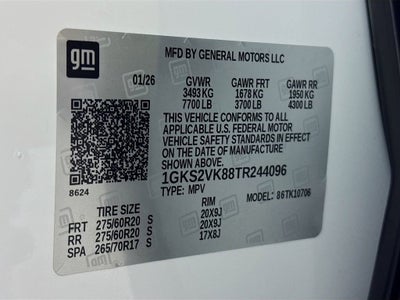 gm
MFD BY GENERAL MOTORS LLC
01/26 GVWR GAWR FRT GAWR RR
3493 KG 1678 KG 1950 KG
7700 LB 3700 LB 4300 LB
THIS VEHICLE CONFORMS TO ALL
APPLICABLE U.S. FEDERAL MOTOR
VEHICLE SAFETY STANDARDS IN EFFECT
ON THE DATE OF MANUFACTURE
SHOWN ABOVE.
8624
1GKS2VK88TR244096
TYPE: MPV MODEL: 86TK10706
TIRE SIZE RIM
FRT 275/60R20 S 20X9J
RR 275/60R20 S 20X9J
SPA 265/70R17 S 17X8J